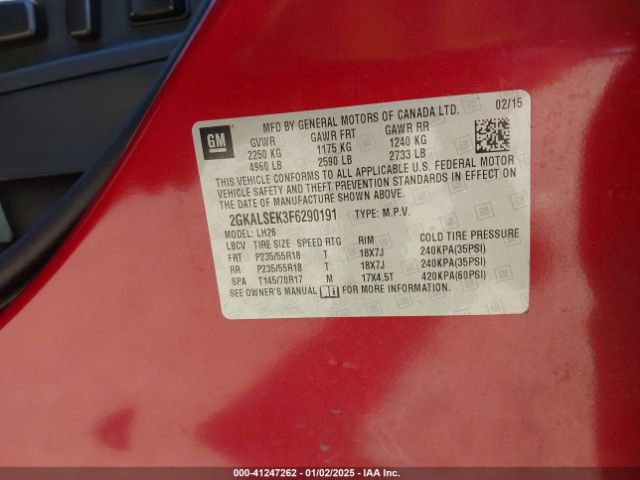 MFD BY GENERAL MOTORS OF CANADA LTD. 02/15
GM
GVWR GAWR FRT GAWR RR
2250 KG 1175 KG 1240 KG
4960 LB 2590 LB 2733 LB
THIS VEHICLE CONFORMS TO ALL APPLICABLE U.S. FEDERAL MOTOR
VEHICLE SAFETY AND THEFT PREVENTION STANDARDS IN EFFECT ON
THE DATE OF MANUFACTURE SHOWN ABOVE.
2GKALSEK3F6290191 TYPE: M.P.V.
MODEL: LH26
LBCV TIRE SIZE SPEED RTG RIM COLD TIRE PRESSURE
FRT P235/55R18 T 18X7J 240KPA(35PSI)
RR P235/55R18 T 18X7J 240KPA(35PSI)
SPA T145/70R17 M 17X4.5T 420KPA(60PSI)
SEE OWNER'S MANUAL FOR MORE INFORMATION.
000-41247262 - 01/02/2025 - IAA Inc.